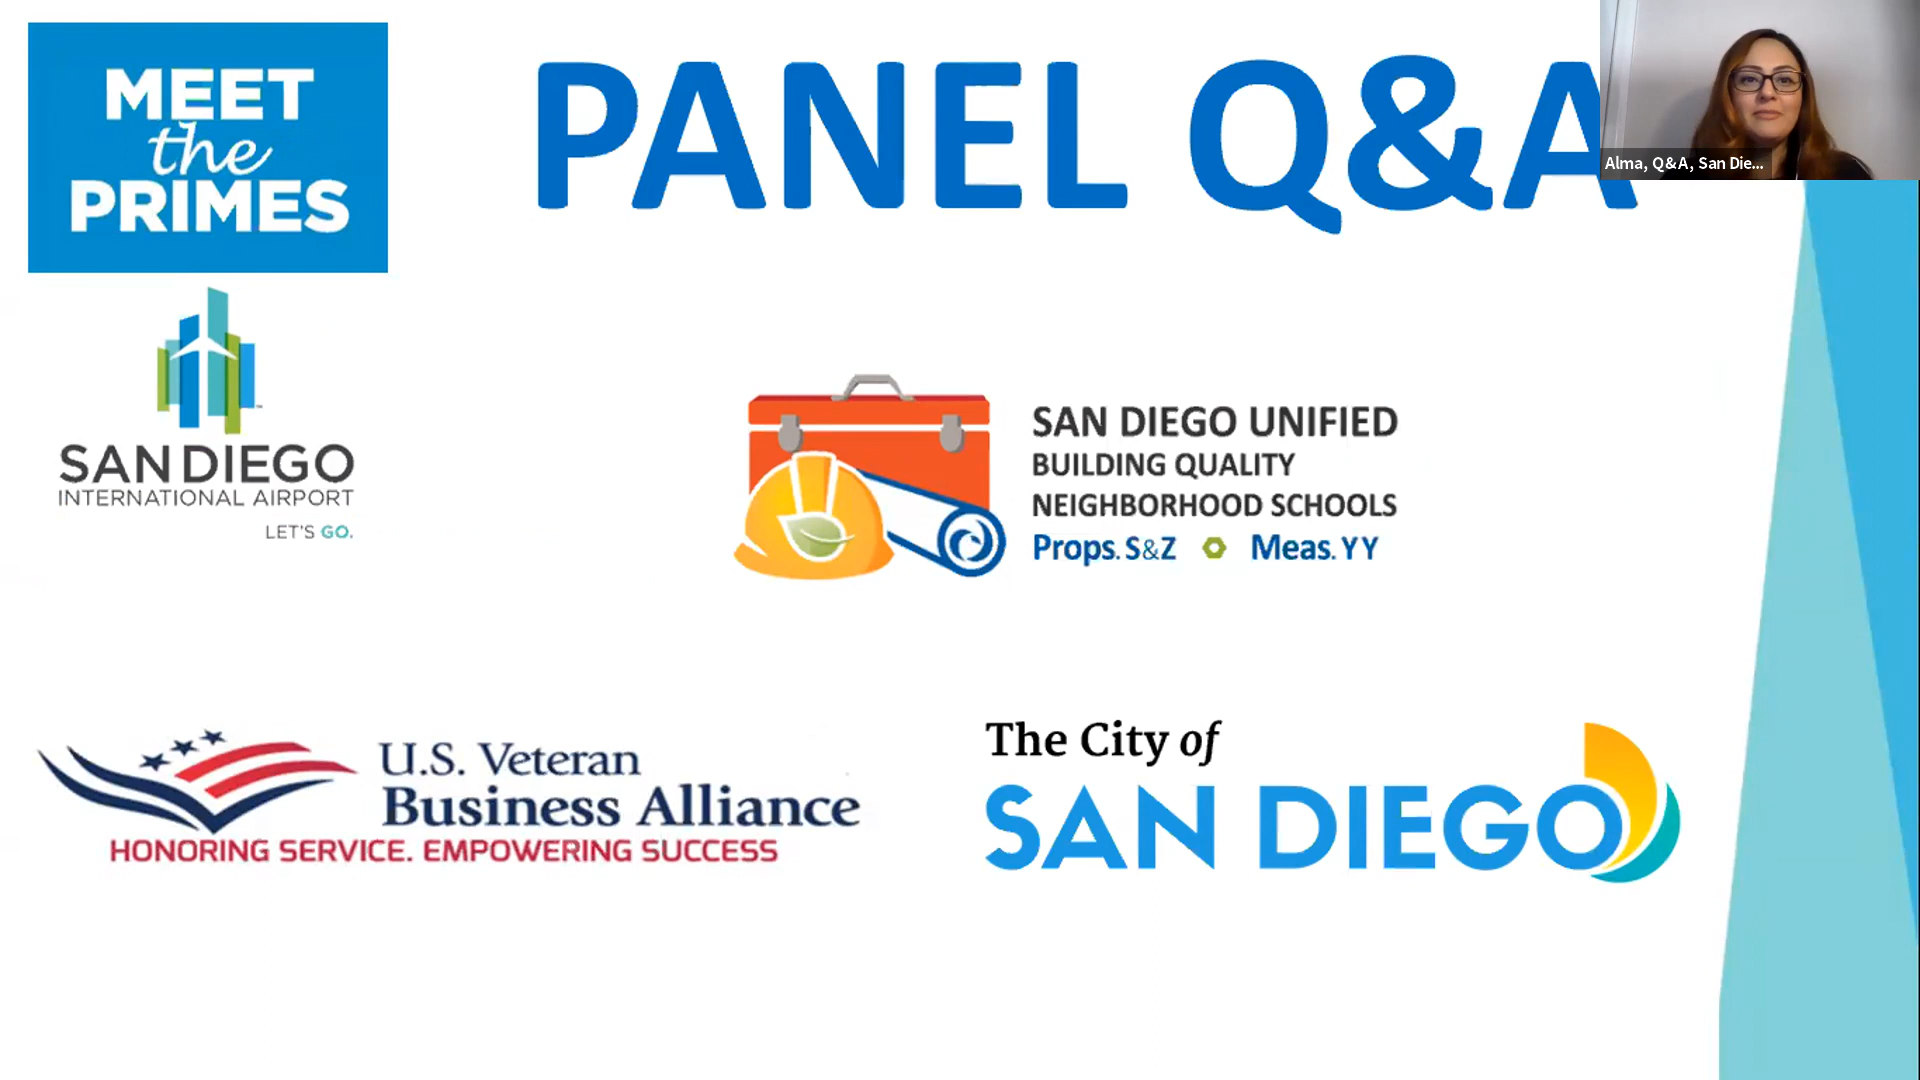 MEET
the
PRIMES
PANEL Q&A
Alma, Q&A, San Die...
SAN DIEGO
INTERNATIONAL AIRPORT
LET'S GO.
SAN DIEGO UNIFIED
BUILDING QUALITY
NEIGHBORHOOD SCHOOLS
Props. S&Z Meas. YY
U.S. Veteran
Business Alliance
HONORING SERVICE. EMPOWERING SUCCESS
The City of
SAN DIEGO